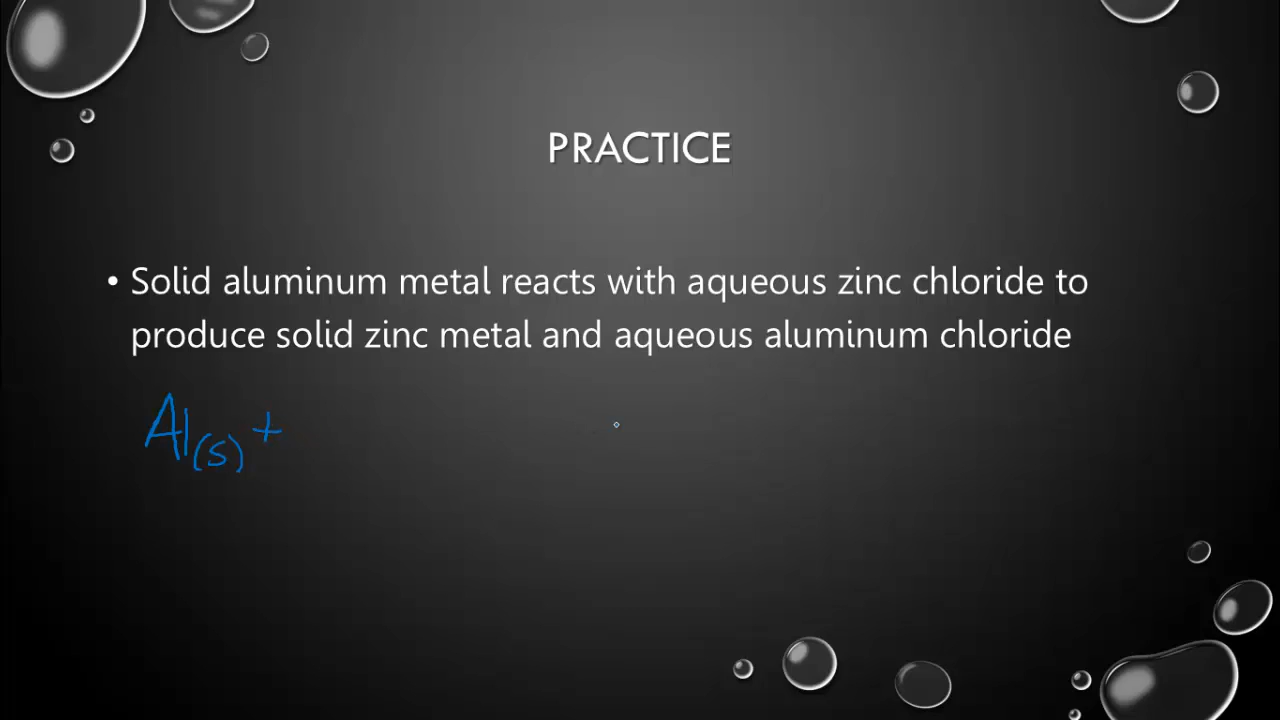 PRACTICE
• Solid aluminum metal reacts with aqueous zinc chloride to
produce solid zinc metal and aqueous aluminum chloride
Al(s) +